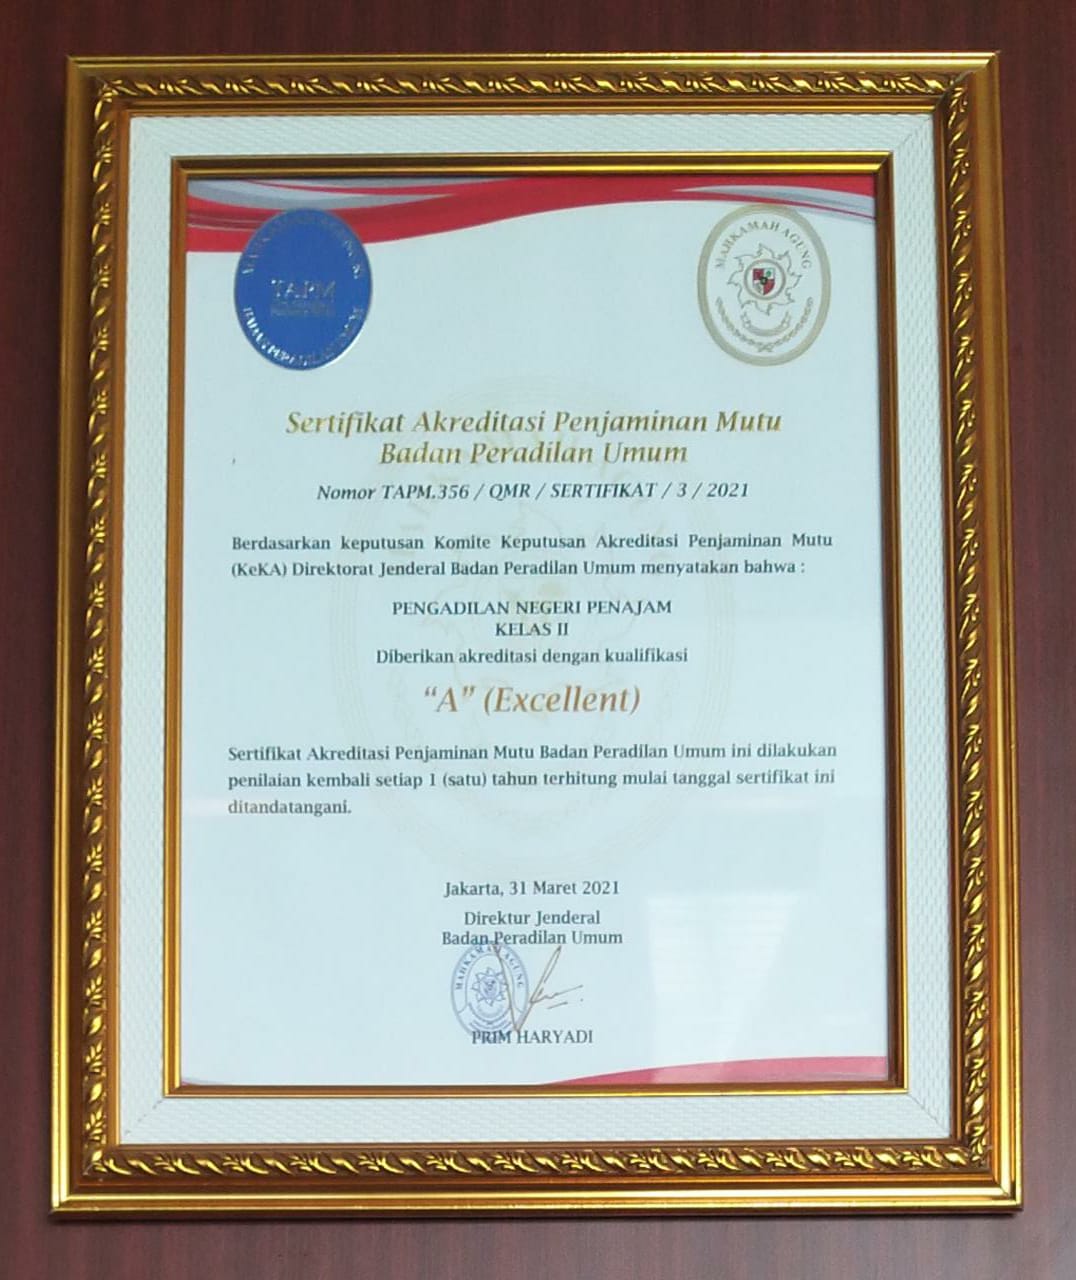 TAPM
MAHKAMAH AGUNG
Sertifikat Akreditasi Penjaminan Mutu
Badan Peradilan Umum
Nomor TAPM.356 / QMR / SERTIFIKAT / 3 / 2021
Berdasarkan keputusan Komite Keputusan Akreditasi Penjaminan Mutu
(KeKA) Direktorat Jenderal Badan Peradilan Umum menyatakan bahwa :
PENGADILAN NEGERI PENAJAM
KELAS II
Diberikan akreditasi dengan kualifikasi
“A” (Excellent)
Sertifikat Akreditasi Penjaminan Mutu Badan Peradilan Umum ini dilakukan
penilaian kembali setiap 1 (satu) tahun terhitung mulai tanggal sertifikat ini
ditandatangani.
Jakarta, 31 Maret 2021
Direktur Jenderal
Badan Peradilan Umum
MAHKAMAH AGUNG
PRIM HARYADI